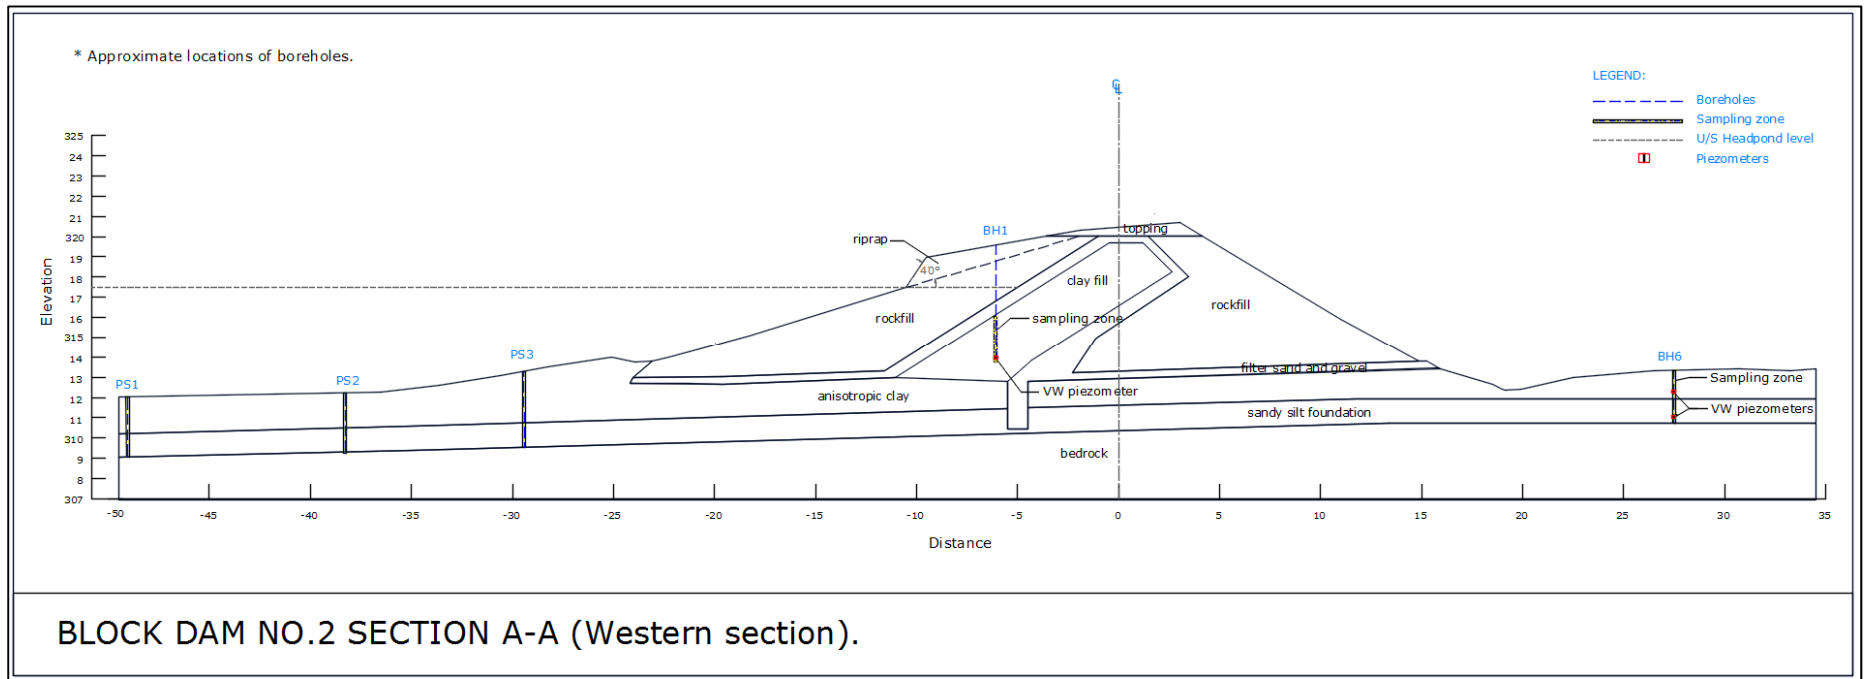 * Approximate locations of boreholes.
℄
LEGEND:
Boreholes
Sampling zone
U/S Headpond level
Piezometers
325
24
23
22
21
320
19
18
17
16
315
14
13
12
11
310
9
8
307
Elevation
riprap
BH1
topping
40°
clay fill
rockfill
sampling zone
rockfill
PS1
PS2
PS3
BH6
filter sand and gravel
Sampling zone
anisotropic clay
VW piezometer
sandy silt foundation
VW piezometers
bedrock
-50 -45 -40 -35 -30 -25 -20 -15 -10 -5 0 5 10 15 20 25 30 35
Distance
BLOCK DAM NO.2 SECTION A-A (Western section).